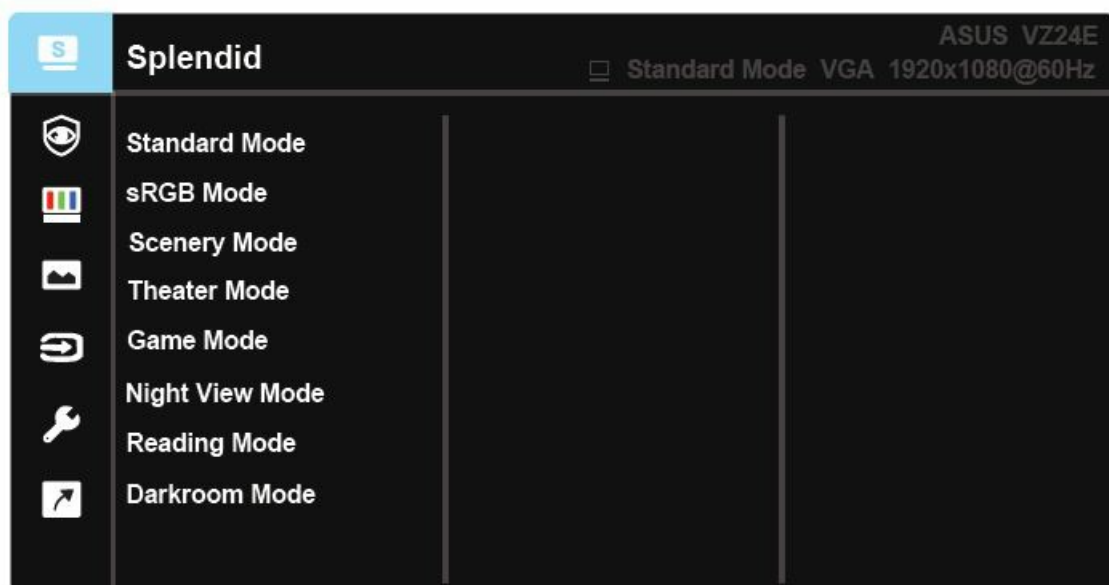 S
Splendid
ASUS VZ24E
Standard Mode VGA 1920x1080@60Hz
Standard Mode
sRGB Mode
Scenery Mode
Theater Mode
Game Mode
Night View Mode
Reading Mode
Darkroom Mode